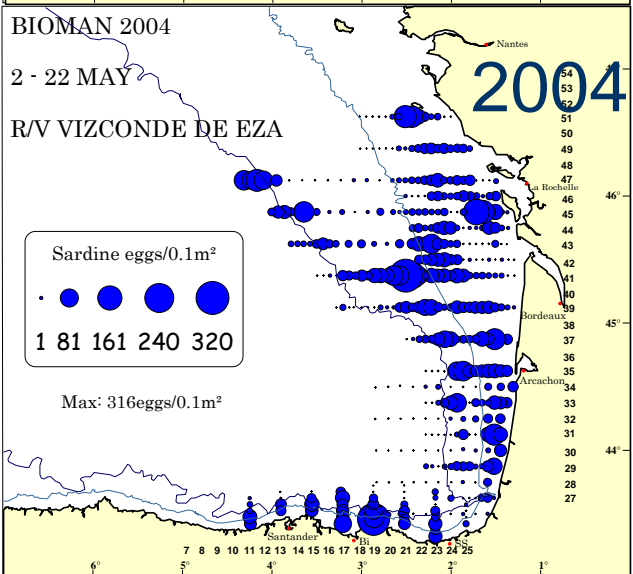 BIOMAN 2004
2 - 22 MAY
R/V VIZCONDE DE EZA
2004
Nantes
La Rochelle
Bordeaux
Arcachon
Sardine eggs/0.1m²
1 81 161 240 320
Max: 316eggs/0.1m²
54
53
52
51
50
49
48
47
46
45
44
43
42
41
40
39
38
37
36
35
34
33
32
31
30
29
28
27
46°
45°
44°
Santander
Bi
SS
7 8 9 10 11 12 13 14 15 16 17 18 19 20 21 22 23 24 25
6° 5° 4° 3° 2° 1°